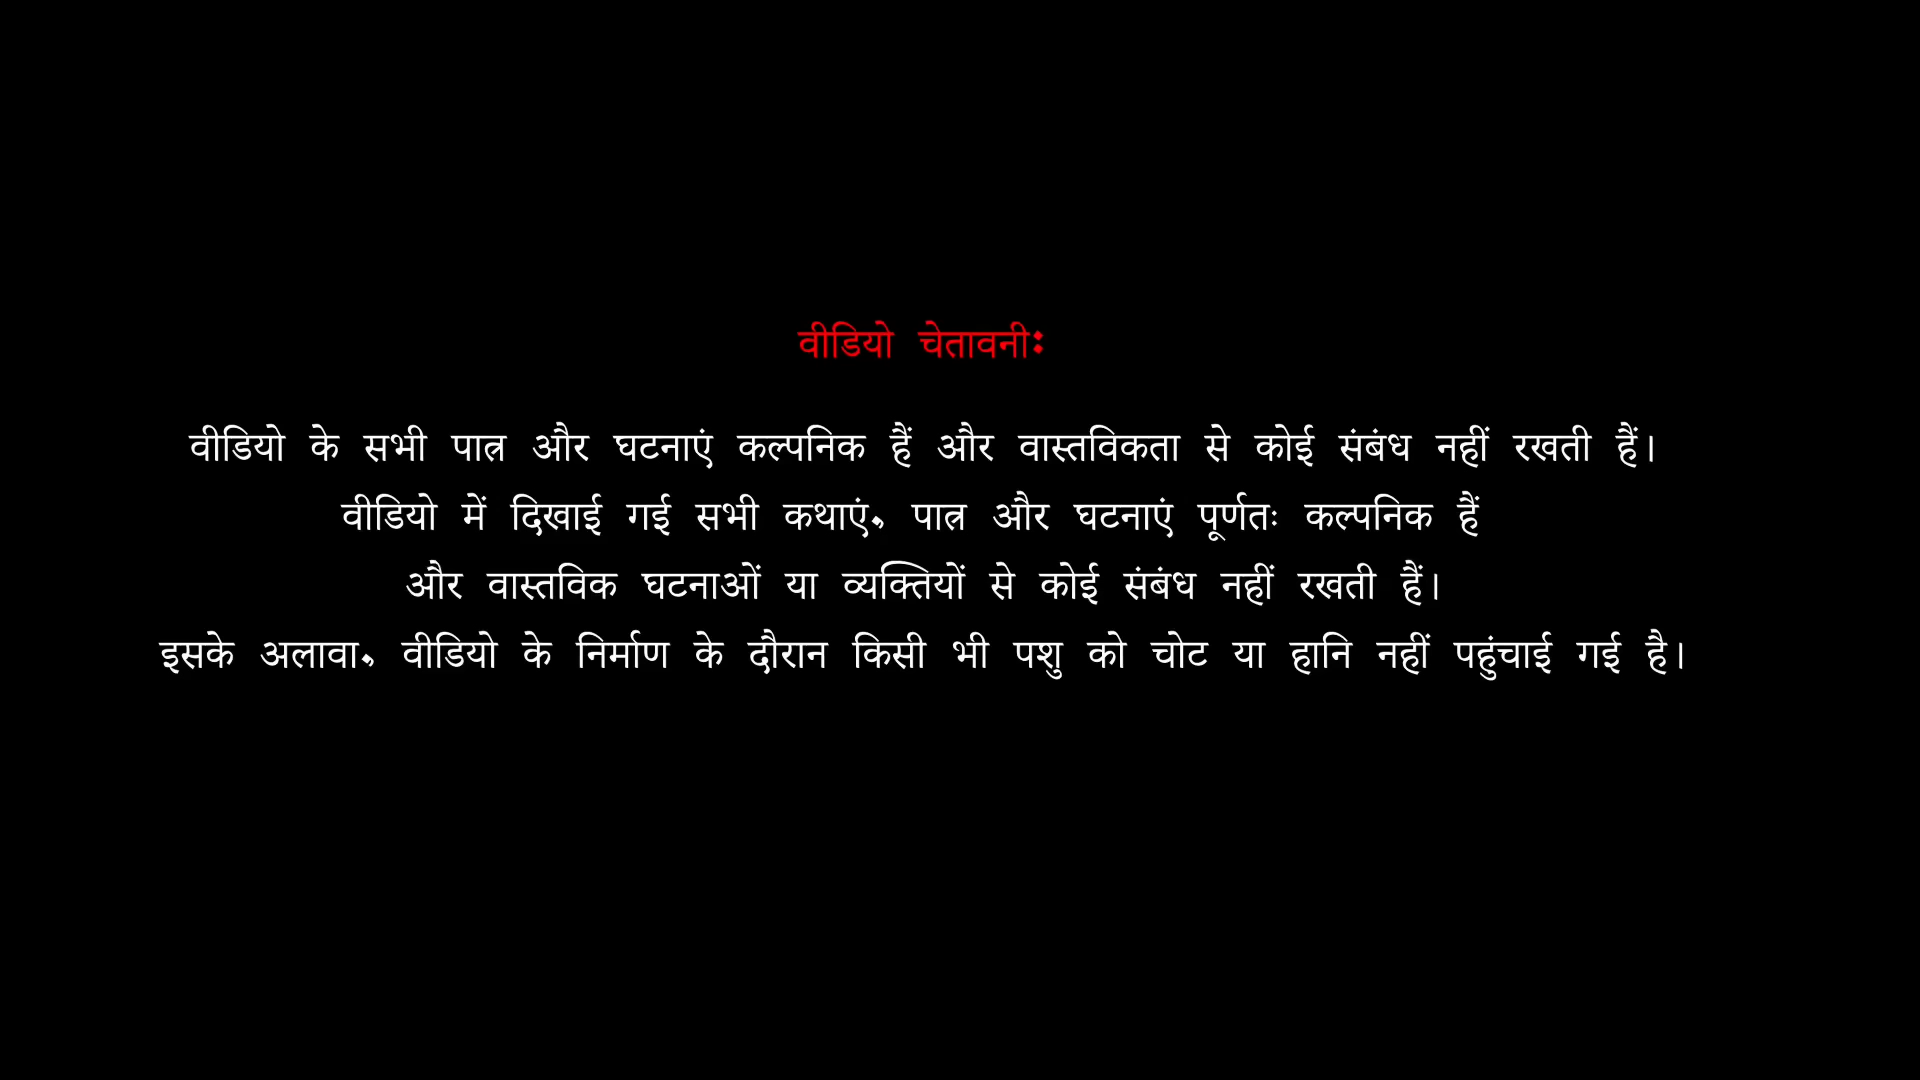 वीडियो चेतावनी:
वीडियो के सभी पात्र और घटनाएं कल्पनिक हैं और वास्तविकता से कोई संबंध नहीं रखती हैं।
वीडियो में दिखाई गई सभी कथाएं, पात्र और घटनाएं पूर्णतः कल्पनिक हैं
और वास्तविक घटनाओं या व्यक्तियों से कोई संबंध नहीं रखती हैं।
इसके अलावा, वीडियो के निर्माण के दौरान किसी भी पशु को चोट या हानि नहीं पहुंचाई गई है।